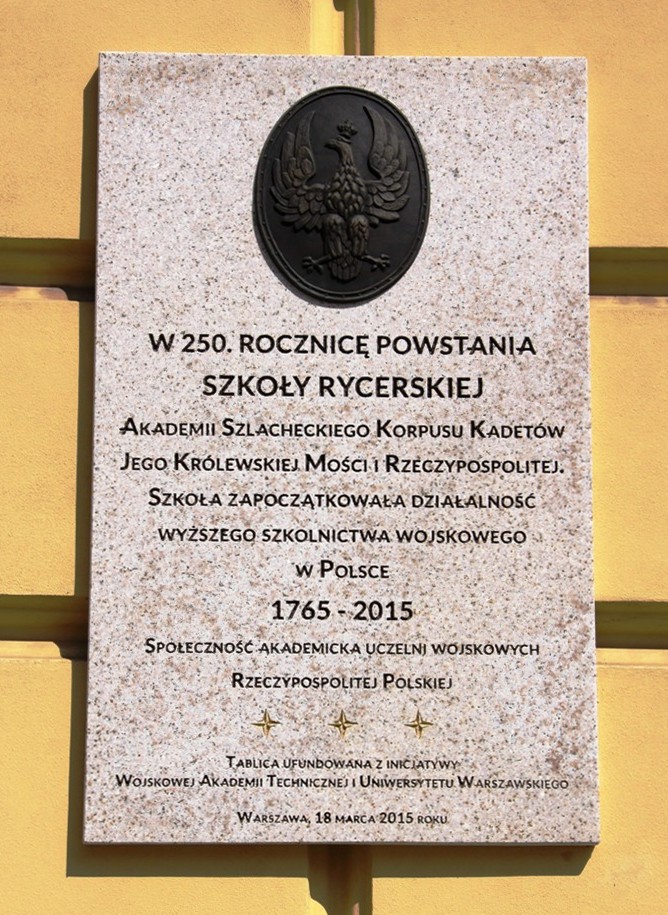 W 250. ROCZNICĘ POWSTANIA
SZKOŁY RYCERSKIEJ
AKADEMII SZLACHECKIEGO KORPUSU KADETÓW
JEGO KRÓLEWSKIEJ MOŚCI I RZECZYPOSPOLITEJ.
SZKOŁA ZAPOCZĄTKOWAŁA DZIAŁALNOŚĆ
WYŻSZEGO SZKOLNICTWA WOJSKOWEGO
W POLSCE
1765 - 2015
SPOŁECZNOŚĆ AKADEMICKA UCZELNI WOJSKOWYCH
RZECZYPOSPOLITEJ POLSKIEJ
TABLICA UFUNDOWANA Z INICJATYWY
WOJSKOWEJ AKADEMII TECHNICZNEJ I UNIWERSYTETU WARSZAWSKIEGO
WARSZAWA, 18 MARCA 2015 ROKU